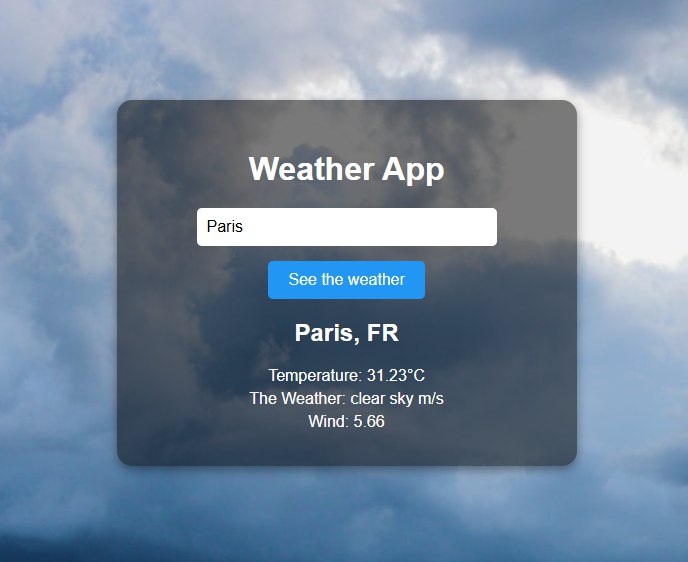 Weather App
Paris
See the weather
Paris, FR
Temperature: 31.23°C
The Weather: clear sky m/s
Wind: 5.66